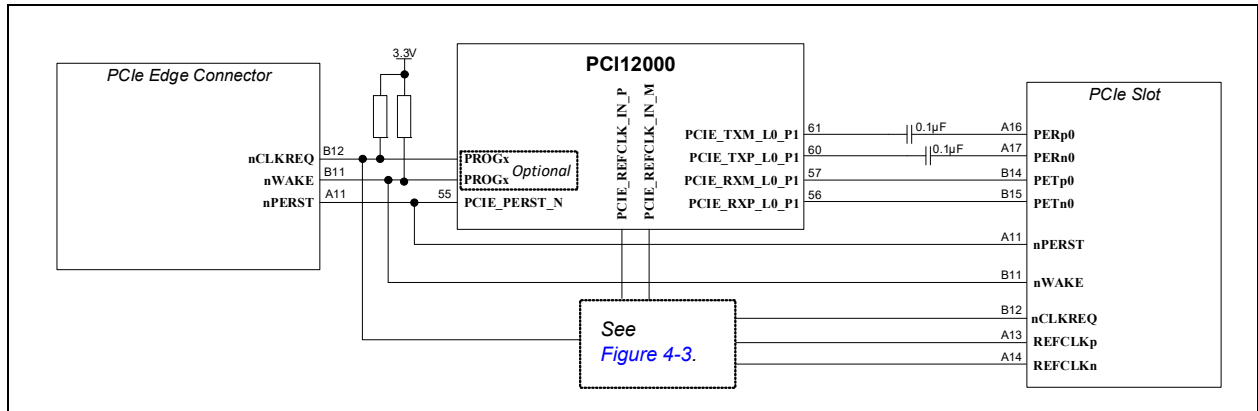 PCIe Edge Connector
nCLKREQ
nWAKE
nPERST
B12
B11
A11
3.3V
PCI12000
PROGx
PROGx
Optional
55
PCIE_PERST_N
PCIE_REFCLK_IN_P
PCIE_REFCLK_IN_M
PCIE_TXM_L0_P1
PCIE_TXP_L0_P1
PCIE_RXM_L0_P1
PCIE_RXP_L0_P1
61
60
57
56
0.1µF
0.1µF
PCIe Slot
A16 PERp0
A17 PERn0
B14 PETp0
B15 PETn0
A11 nPERST
B11 nWAKE
B12 nCLKREQ
A13 REFCLKp
A14 REFCLKn
See
Figure 4-3.